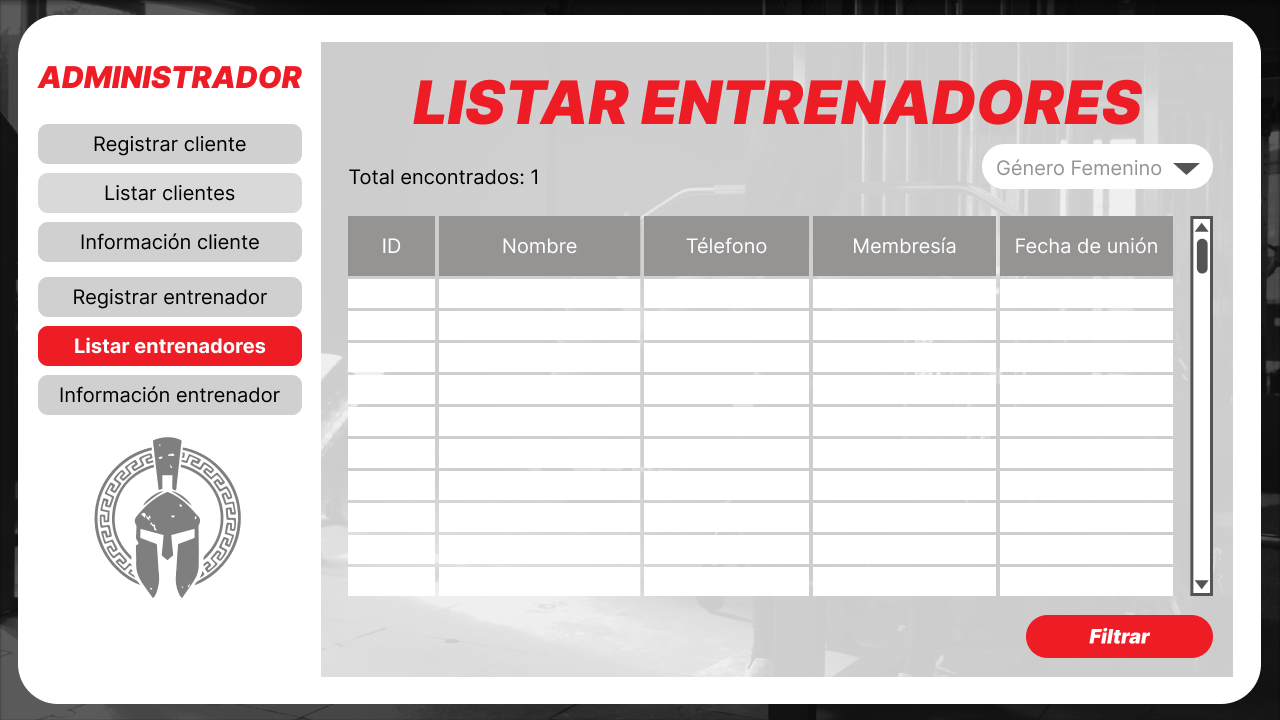 ADMINISTRADOR
Registrar cliente
Listar clientes
Información cliente
Registrar entrenador
Listar entrenadores
Información entrenador
LISTAR ENTRENADORES
Total encontrados: 1
Género Femenino
ID Nombre Télefono Membresía Fecha de unión
Filtrar